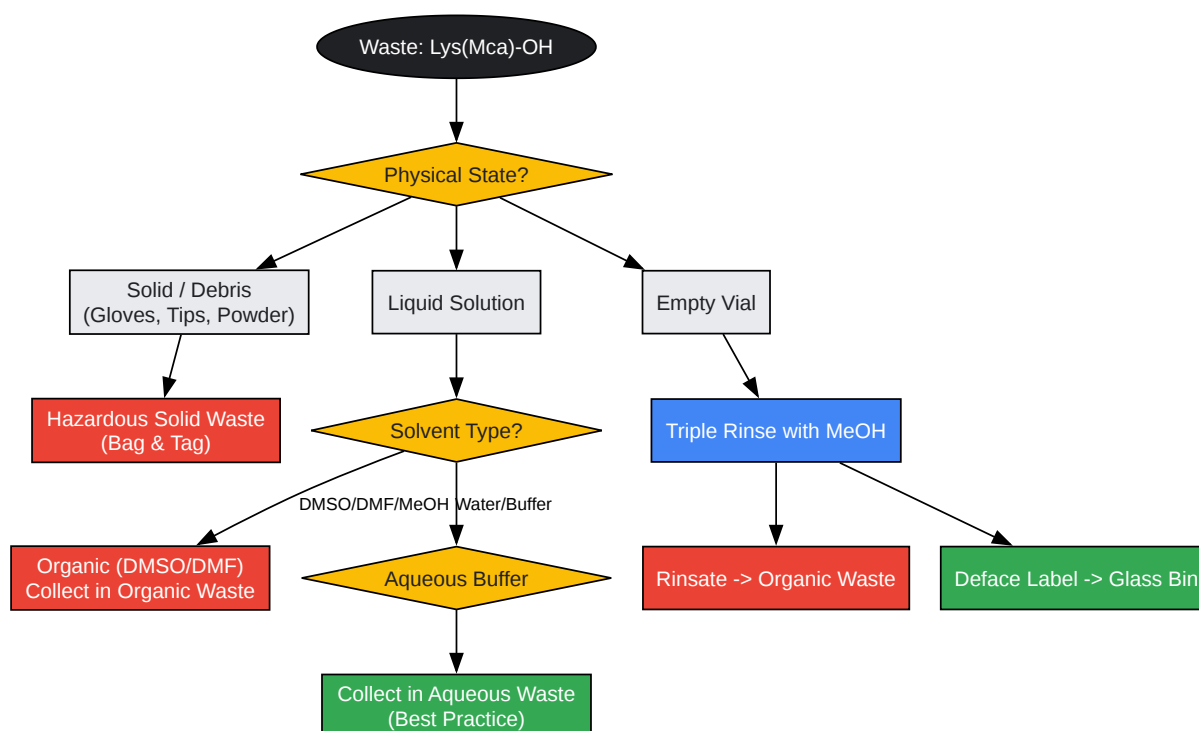 Waste: Lys(Mca)-OH
Physical State?
Solid / Debris
(Gloves, Tips, Powder)
Liquid Solution
Empty Vial
Hazardous Solid Waste
(Bag & Tag)
Solvent Type?
Triple Rinse with MeOH
DMSO/DMF/MeOH
Water/Buffer
Organic (DMSO/DMF)
Collect in Organic Waste
Aqueous Buffer
Rinsate -> Organic Waste
Deface Label -> Glass Bin
Collect in Aqueous Waste
(Best Practice)